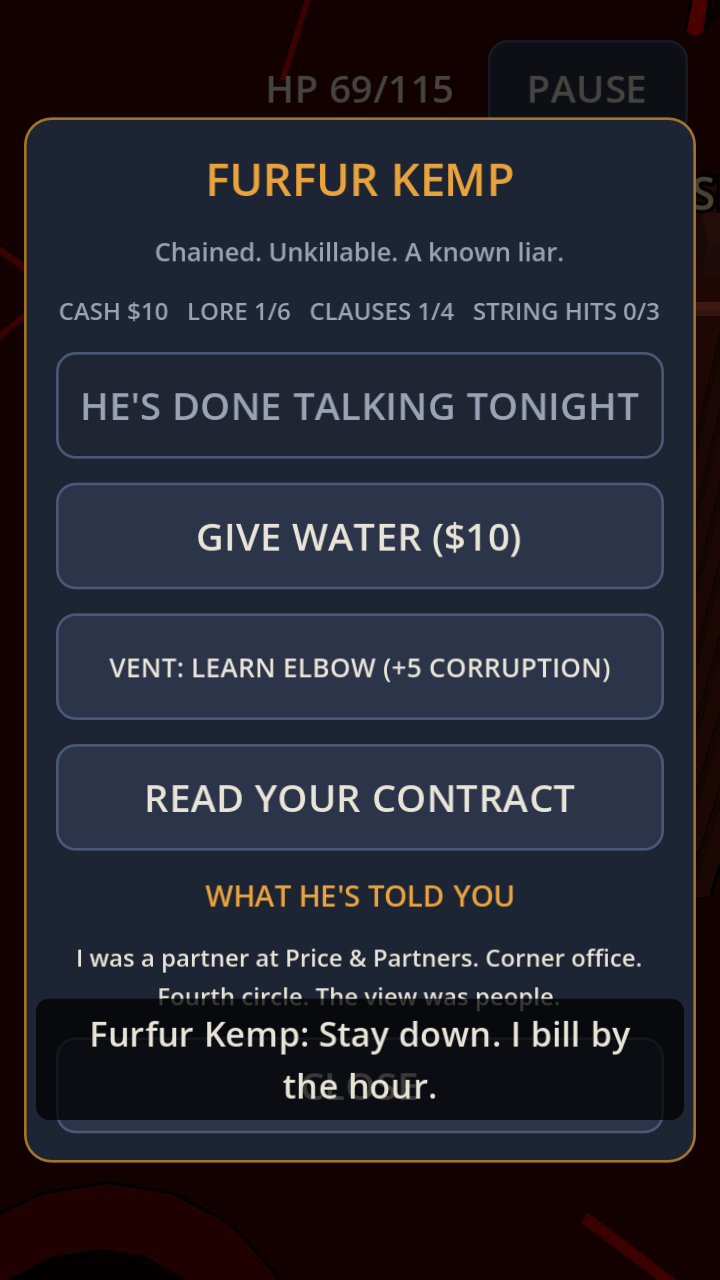 HP 69/115
PAUSE
S
FURFUR KEMP
Chained. Unkillable. A known liar.
CASH $10 LORE 1/6 CLAUSES 1/4 STRING HITS 0/3
HE'S DONE TALKING TONIGHT
GIVE WATER ($10)
VENT: LEARN ELBOW (+5 CORRUPTION)
READ YOUR CONTRACT
WHAT HE'S TOLD YOU
I was a partner at Price & Partners. Corner office.
Fourth circle. The view was people.
Furfur Kemp: Stay down. I bill by
the hour.
CLOSE